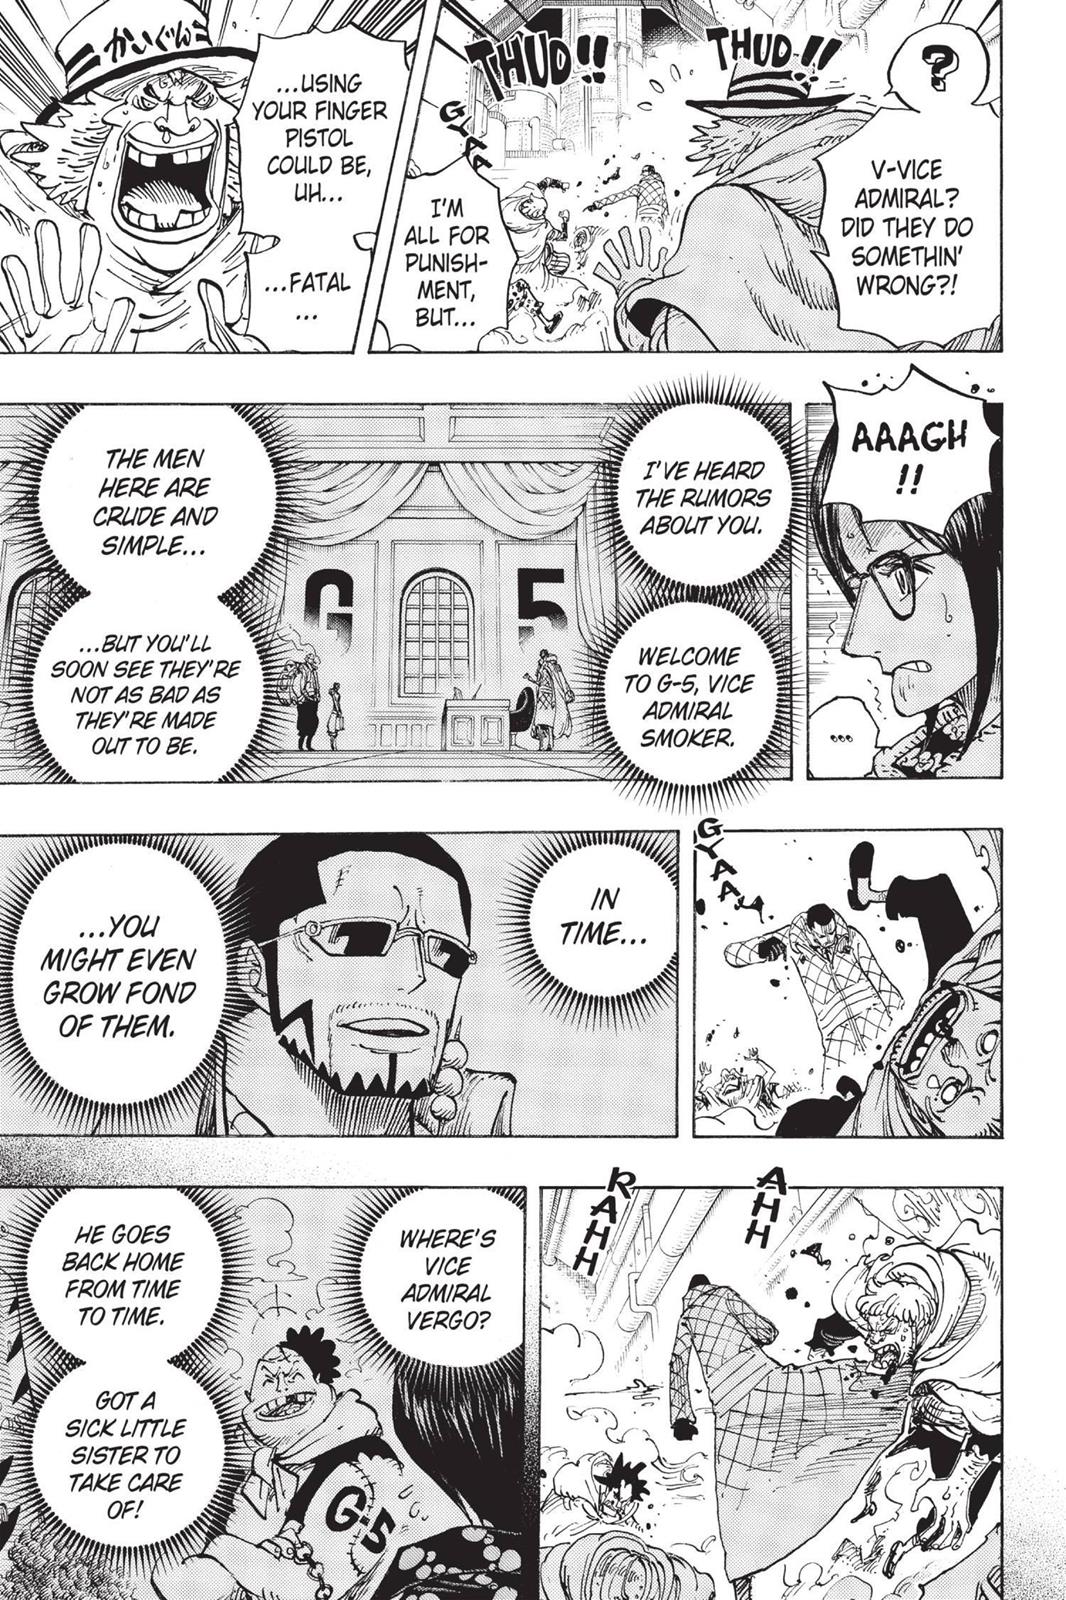 ?
V-VICE
ADMIRAL?
DID THEY DO
SOMETHIN'
WRONG?!
THUD!!
THUD!!
GYAA
I'M
ALL FOR
PUNISH-
MENT,
BUT...
...USING
YOUR FINGER
PISTOL
COULD BE,
UH...
...FATAL
...
かいぐん
AAAGH
!!
...
I'VE HEARD
THE RUMORS
ABOUT YOU.
WELCOME
TO G-5, VICE
ADMIRAL
SMOKER.
G 5
THE MEN
HERE ARE
CRUDE AND
SIMPLE...
...BUT YOU'LL
SOON SEE THEY'RE
NOT AS BAD AS
THEY'RE MADE
OUT TO BE.
GYAA
IN
TIME...
...YOU
MIGHT EVEN
GROW FOND
OF THEM.
AHH
RAHH
WHERE'S
VICE
ADMIRAL
VERGO?
HE GOES
BACK HOME
FROM TIME
TO TIME.
GOT A
SICK LITTLE
SISTER TO
TAKE CARE
OF!
G-5